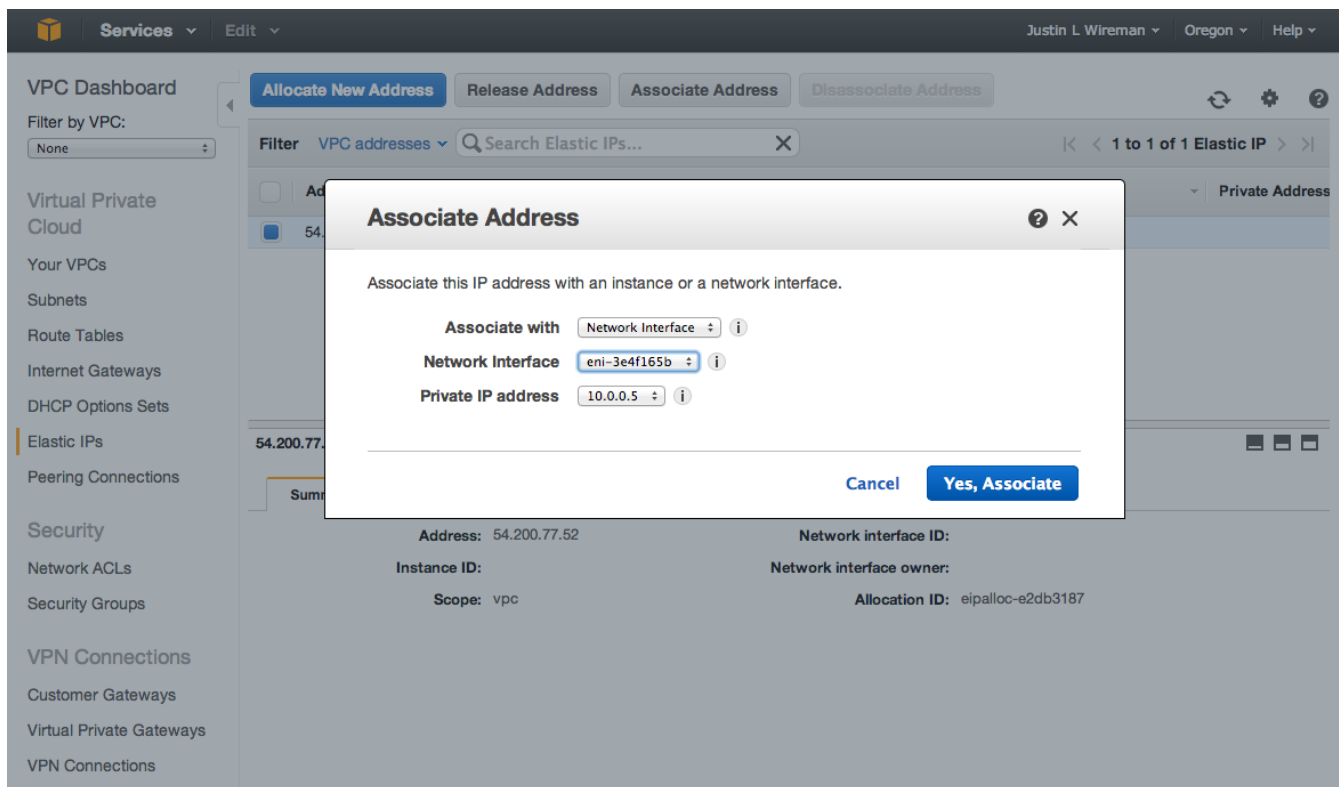 Services Edit Justin L Wireman Oregon Help
VPC Dashboard
Filter by VPC:
None
Virtual Private
Cloud
Your VPCs
Subnets
Route Tables
Internet Gateways
DHCP Options Sets
Elastic IPs
Peering Connections
Security
Network ACLs
Security Groups
VPN Connections
Customer Gateways
Virtual Private Gateways
VPN Connections
Allocate New Address Release Address Associate Address Disassociate Address
Filter VPC addresses Search Elastic IPs... 1 to 1 of 1 Elastic IP
Ad Private Address
54.
Associate Address
Associate this IP address with an instance or a network interface.
Associate with Network Interface
Network Interface eni-3e4f165b
Private IP address 10.0.0.5
Cancel Yes, Associate
54.200.77.
Summ
Address: 54.200.77.52 Network interface ID:
Instance ID: Network interface owner:
Scope: vpc Allocation ID: eipalloc-e2db3187